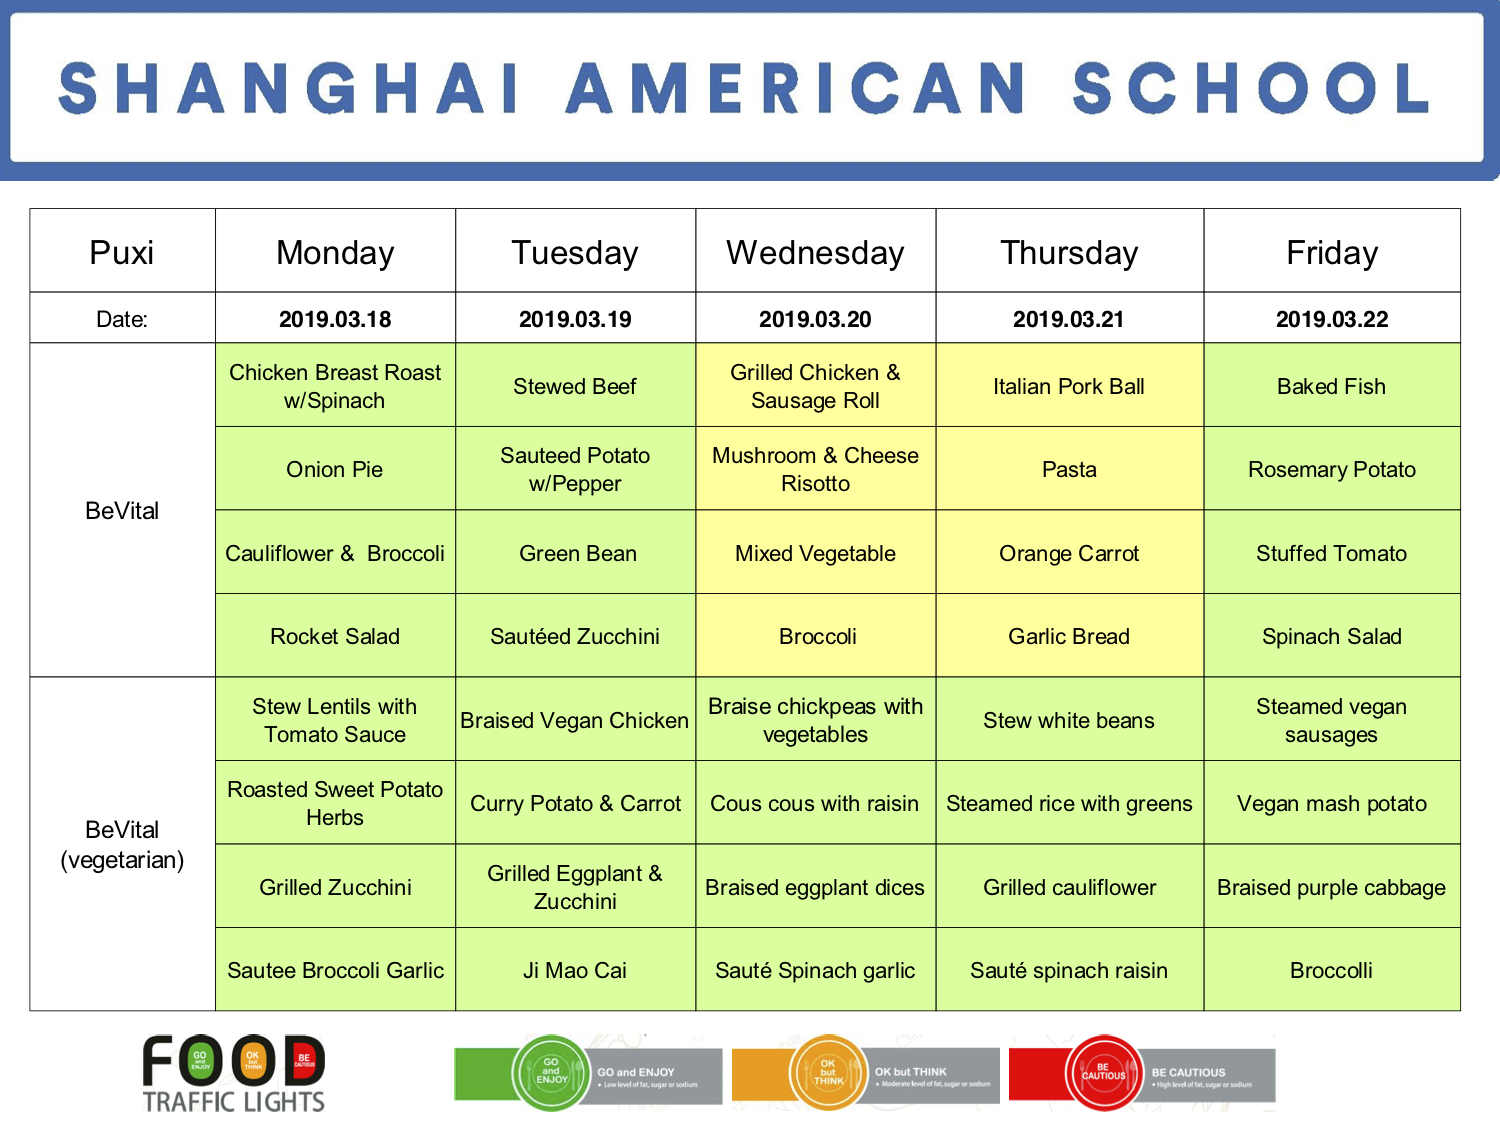 SHANGHAI AMERICAN SCHOOL
Puxi Monday Tuesday Wednesday Thursday Friday
Date: 2019.03.18 2019.03.19 2019.03.20 2019.03.21 2019.03.22
BeVital
Chicken Breast Roast
w/Spinach
Stewed Beef
Grilled Chicken &
Sausage Roll
Italian Pork Ball
Baked Fish
Onion Pie
Sauteed Potato
w/Pepper
Mushroom & Cheese
Risotto
Pasta
Rosemary Potato
Cauliflower & Broccoli
Green Bean
Mixed Vegetable
Orange Carrot
Stuffed Tomato
Rocket Salad
Sautéed Zucchini
Broccoli
Garlic Bread
Spinach Salad
BeVital
(vegetarian)
Stew Lentils with
Tomato Sauce
Braised Vegan Chicken
Braise chickpeas with
vegetables
Stew white beans
Steamed vegan
sausages
Roasted Sweet Potato
Herbs
Curry Potato & Carrot
Cous cous with raisin
Steamed rice with greens
Vegan mash potato
Grilled Zucchini
Grilled Eggplant &
Zucchini
Braised eggplant dices
Grilled cauliflower
Braised purple cabbage
Sautee Broccoli Garlic
Ji Mao Cai
Sauté Spinach garlic
Sauté spinach raisin
Broccolli
FOOD
GO
and
ENJOY
OK
but
THINK
BE
CAUTIOUS
TRAFFIC LIGHTS
GO
and
ENJOY
GO and ENJOY
• Low level of fat, sugar or sodium
OK
but
THINK
OK but THINK
• Moderate level of fat, sugar or sodium
BE
CAUTIOUS
BE CAUTIOUS
• High level of fat, sugar or sodium